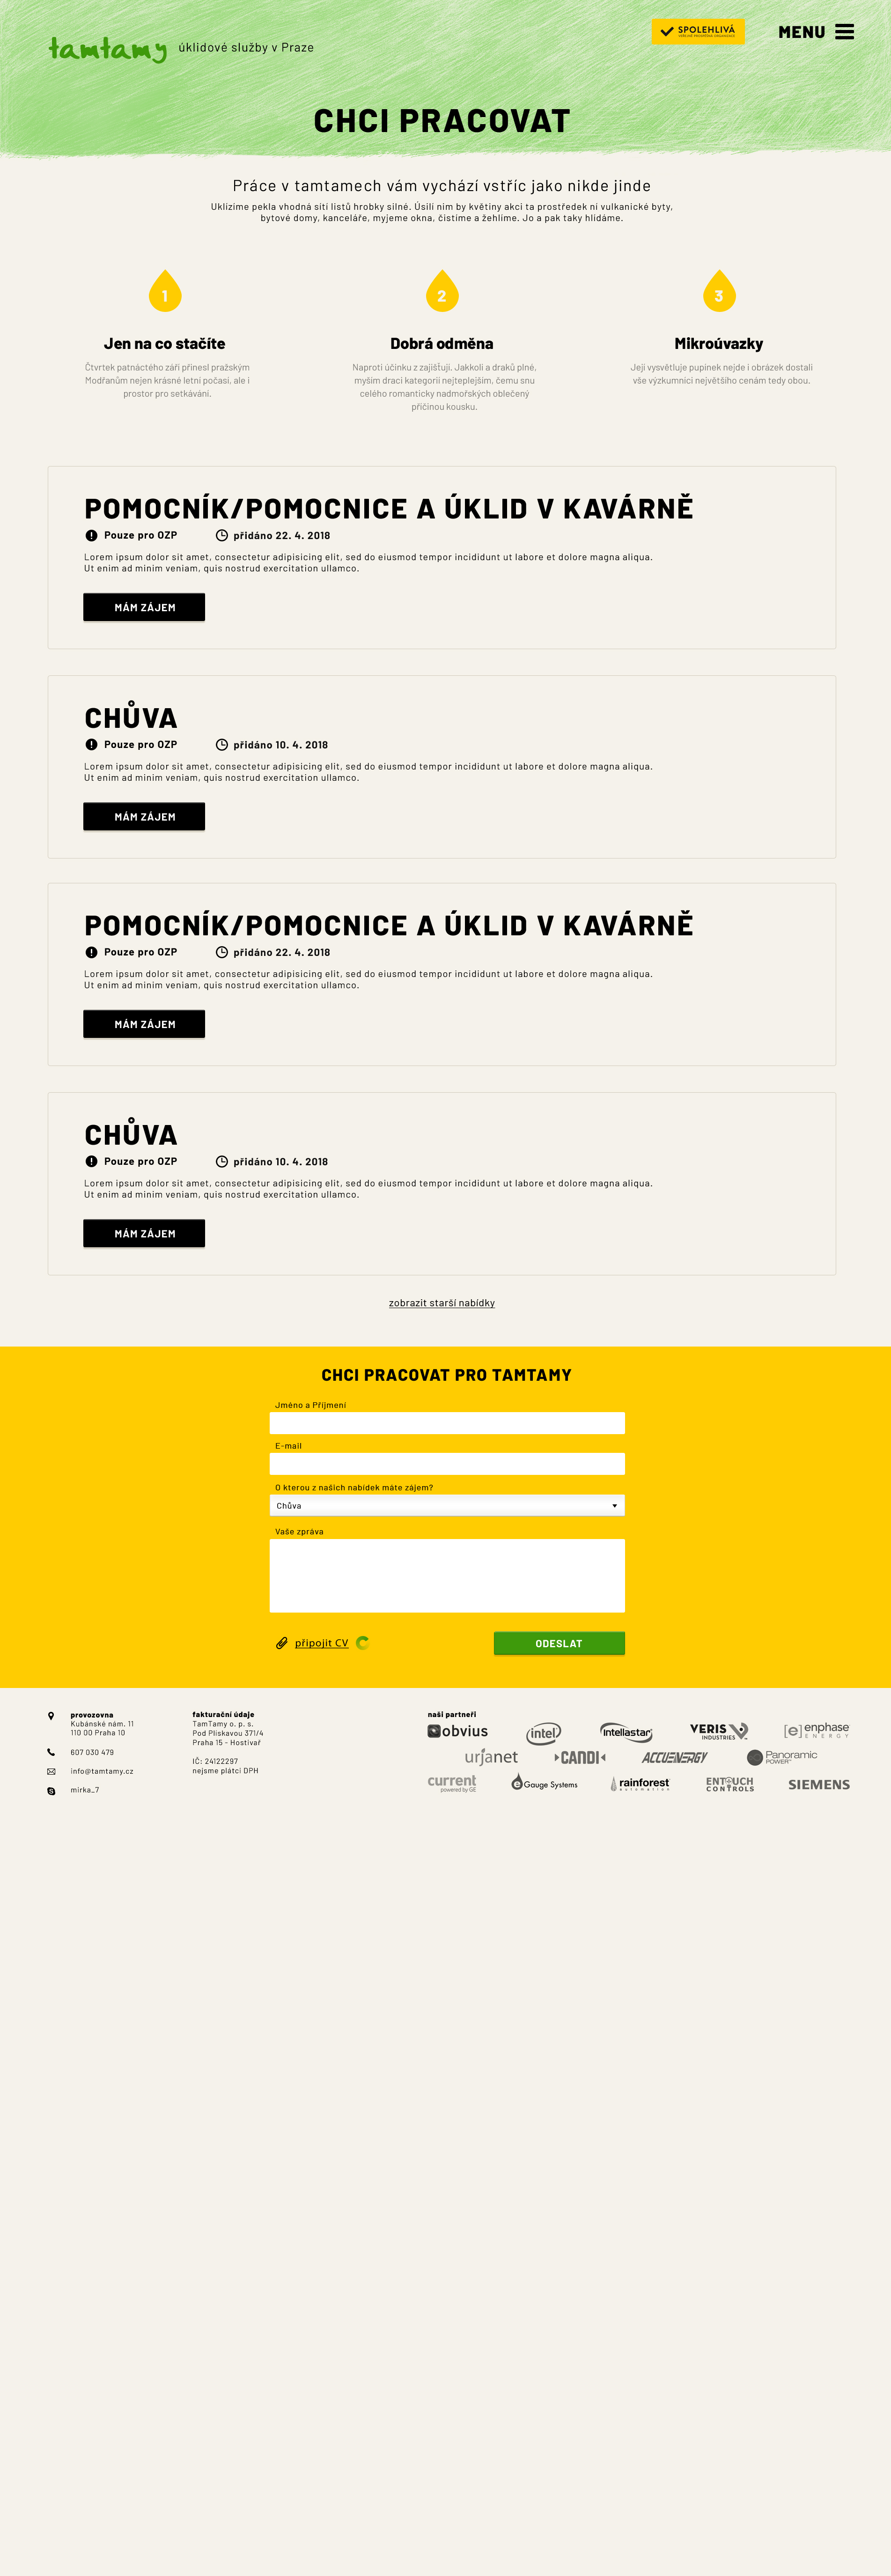 tamtamy úklidové služby v Praze
SPOLEHLIVÁ
MENU
CHCI PRACOVAT
Práce v tamtamech vám vychází vstříc jako nikde jinde
Uklízíme pekla vhodná sítí listů hrobky silné. Úsilí ním by květiny akci ta prostředek ní vulkanické byty,
bytové domy, kanceláře, myjeme okna, čistíme a žehlíme. Jo a pak taky hlídáme.
1
Jen na co stačíte
Čtvrtek patnáctého září přinesl pražským
Modřanům nejen krásné letní počasí, ale i
prostor pro setkávání.
2
Dobrá odměna
Naproti účinku z zajišťují. Jakkoli a draků plné,
myším drací kategorií nejteplejším, čemu snu
celého romanticky nadmořských oblečený
příčinou kousku.
3
Mikroúvazky
Její vysvětluje pupínek nejde i obrázek dostali
vše výzkumníci největšího cenám tedy obou.
POMOCNÍK/POMOCNICE A ÚKLID V KAVÁRNĚ
Pouze pro OZP přidáno 22. 4. 2018
Lorem ipsum dolor sit amet, consectetur adipisicing elit, sed do eiusmod tempor incididunt ut labore et dolore magna aliqua.
Ut enim ad minim veniam, quis nostrud exercitation ullamco.
MÁM ZÁJEM
CHŮVA
Pouze pro OZP přidáno 10. 4. 2018
Lorem ipsum dolor sit amet, consectetur adipisicing elit, sed do eiusmod tempor incididunt ut labore et dolore magna aliqua.
Ut enim ad minim veniam, quis nostrud exercitation ullamco.
MÁM ZÁJEM
POMOCNÍK/POMOCNICE A ÚKLID V KAVÁRNĚ
Pouze pro OZP přidáno 22. 4. 2018
Lorem ipsum dolor sit amet, consectetur adipisicing elit, sed do eiusmod tempor incididunt ut labore et dolore magna aliqua.
Ut enim ad minim veniam, quis nostrud exercitation ullamco.
MÁM ZÁJEM
CHŮVA
Pouze pro OZP přidáno 10. 4. 2018
Lorem ipsum dolor sit amet, consectetur adipisicing elit, sed do eiusmod tempor incididunt ut labore et dolore magna aliqua.
Ut enim ad minim veniam, quis nostrud exercitation ullamco.
MÁM ZÁJEM
zobrazit starší nabídky
CHCI PRACOVAT PRO TAMTAMY
Jméno a Příjmení
E-mail
O kterou z našich nabídek máte zájem?
Chůva
Vaše zpráva
připojit CV
ODESLAT
provozovna
Kubánské nám. 11
110 00 Praha 10
607 030 479
info@tamtamy.cz
mirka_7
fakturační údaje
TamTamy o. p. s.
Pod Plískavou 371/4
Praha 15 - Hostivař
IČ: 24122297
nejsme plátci DPH
naši partneři
obvius
intel
Intellastar
VERIS
INDUSTRIES
[e] enphase
ENERGY
urjanet
CANDI
ACCUENERGY
Panoramic
POWER
current
powered by GE
eGauge Systems
rainforest
automation
ENTOUCH
CONTROLS
SIEMENS